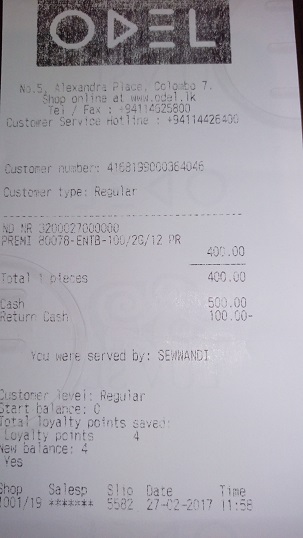 ODEL
No.5, Alexandra Place, Colombo 7.
Shop online at www.odel.lk
Tel / Fax : +94114625800
Customer Service Hotline : +94114426400
Customer number: 4168199000364046
Customer type: Regular
ND NR 3200027000000
PREMI 80078-ENTB-100/2G/12 PR
400.00
Total 1 pieces 400.00
Cash 500.00
Return Cash 100.00-
You were served by: SEWWANDI
Customer level: Regular
Start balance: 0
Total loyalty points saved:
Loyalty points 4
New balance: 4
Yes
Shop Salesp Slip Date Time
1001/19 ******* 5582 27-02-2017 11:58